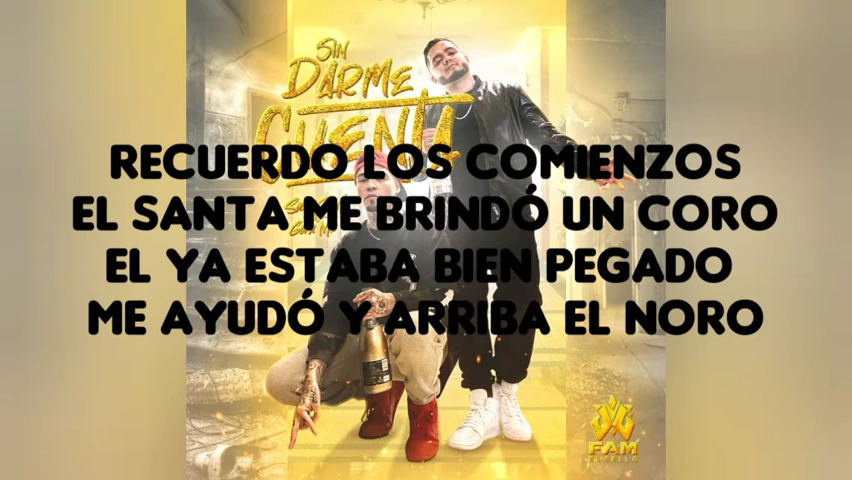 SIN
DARME
CUENTA
RECUERDO LOS COMIENZOS
EL SANTA ME BRINDÓ UN CORO
EL YA ESTABA BIEN PEGADO
ME AYUDÓ Y ARRIBA EL NORO
FAM